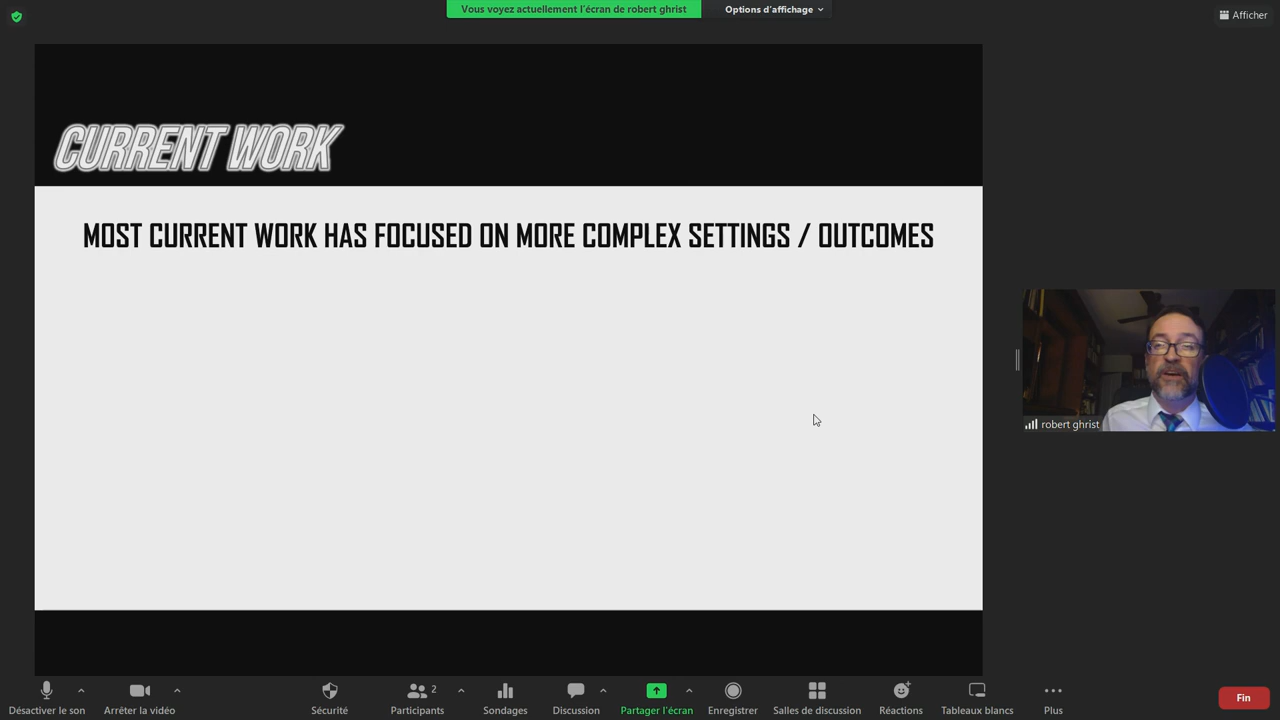 Vous voyez actuellement l'écran de robert ghrist
Options d'affichage
Afficher
CURRENT WORK
MOST CURRENT WORK HAS FOCUSED ON MORE COMPLEX SETTINGS / OUTCOMES
robert ghrist
2
Désactiver le son
Arrêter la vidéo
Sécurité
Participants
Sondages
Discussion
Partager l'écran
Enregistrer
Salles de discussion
Réactions
Tableaux blancs
Plus
Fin